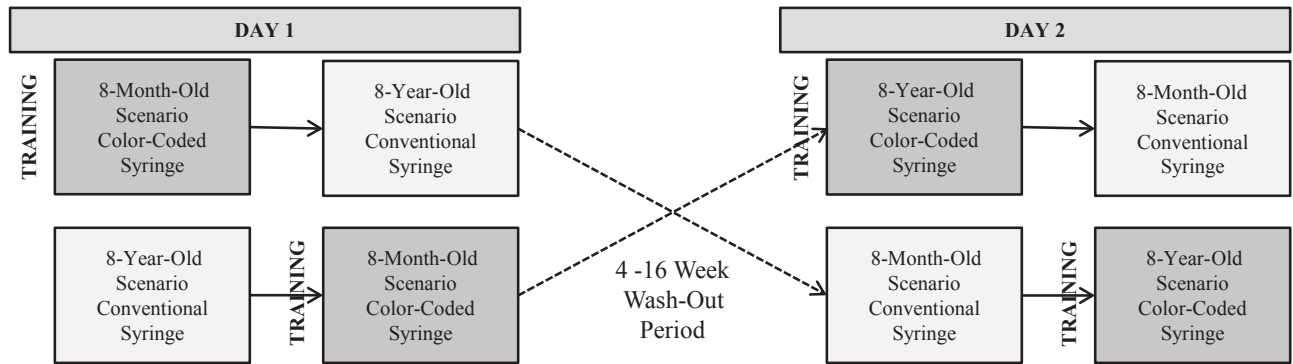 DAY 1
DAY 2
TRAINING
8-Month-Old
Scenario
Color-Coded
Syringe
8-Year-Old
Scenario
Conventional
Syringe
TRAINING
8-Year-Old
Scenario
Color-Coded
Syringe
8-Month-Old
Scenario
Conventional
Syringe
8-Year-Old
Scenario
Conventional
Syringe
TRAINING
8-Month-Old
Scenario
Color-Coded
Syringe
4 -16 Week
Wash-Out
Period
8-Month-Old
Scenario
Conventional
Syringe
TRAINING
8-Year-Old
Scenario
Color-Coded
Syringe